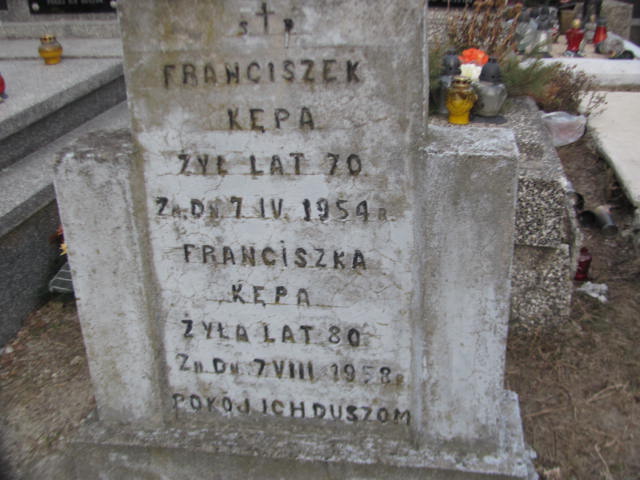 S P
FRANCISZEK
KĘPA
ŻYŁ LAT 70
ZM. DN 7 IV. 1954 R.
FRANCISZKA
KĘPA
ŻYŁA LAT 80
ZM. DN. 7 VIII 1958 R
POKÓJ ICH DUSZOM